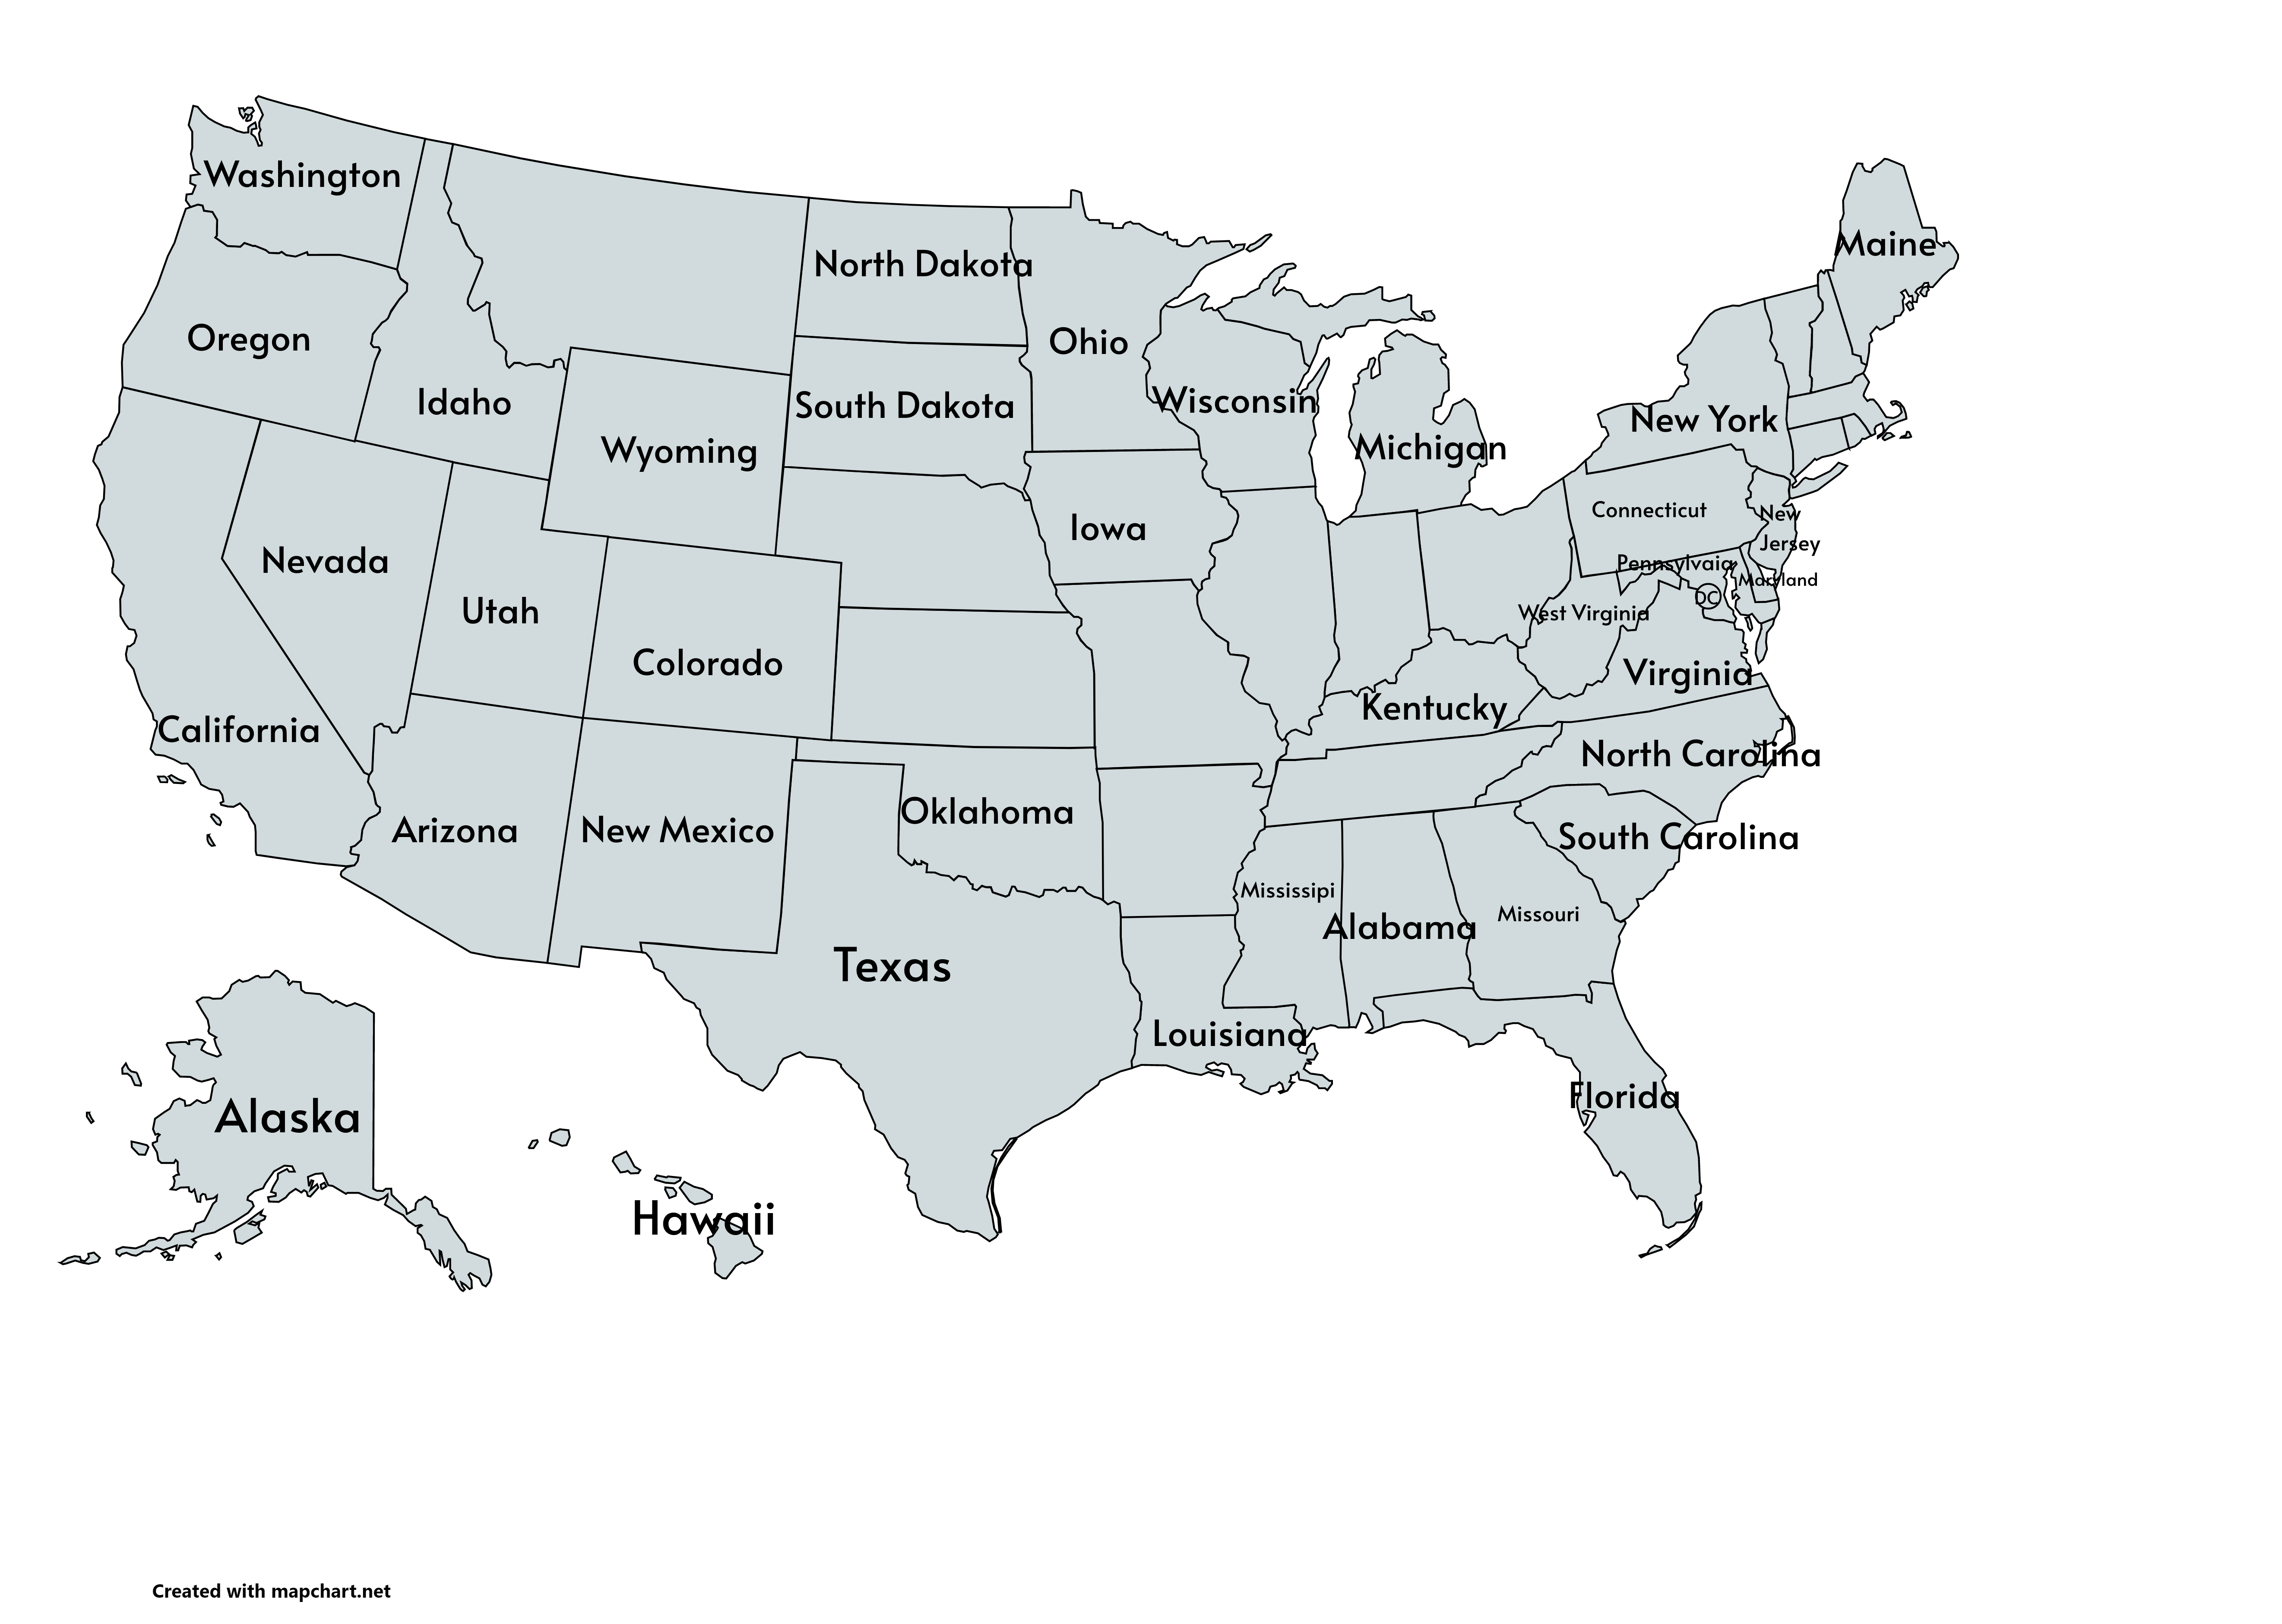 Washington
Maine
North Dakota
Oregon
Ohio
Idaho
South Dakota
Wisconsin
New York
Wyoming
Michigan
Connecticut
New
Jersey
Iowa
Nevada
Pennsylvaia
Maryland
DC
Utah
West Virginia
Colorado
Virginia
Kentucky
California
North Carolina
Oklahoma
Arizona
New Mexico
South Carolina
Mississipi
Missouri
Alabama
Texas
Louisiana
Florida
Alaska
Hawaii
Created with mapchart.net